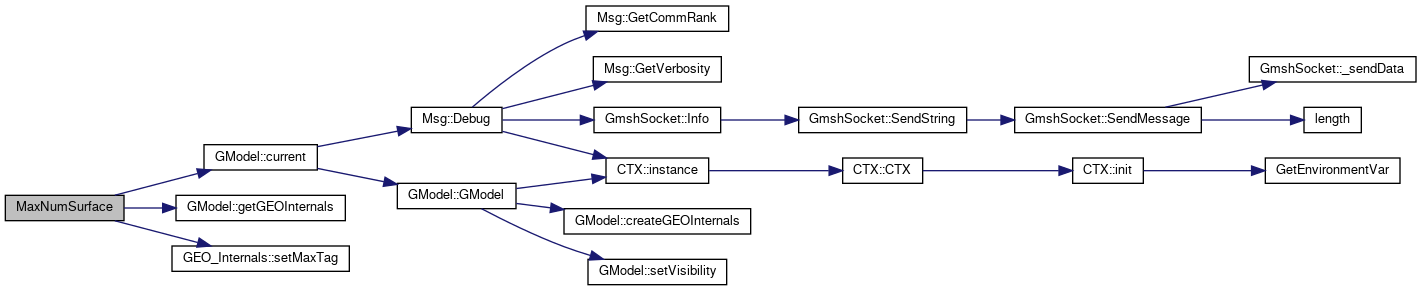 MaxNumSurface
GModel::current
GModel::getGEOInternals
GEO_Internals::setMaxTag
Msg::Debug
GModel::GModel
Msg::GetCommRank
Msg::GetVerbosity
GmshSocket::Info
CTX::instance
GModel::createGEOInternals
GModel::setVisibility
GmshSocket::SendString
CTX::CTX
GmshSocket::SendMessage
CTX::init
GmshSocket::_sendData
length
GetEnvironmentVar